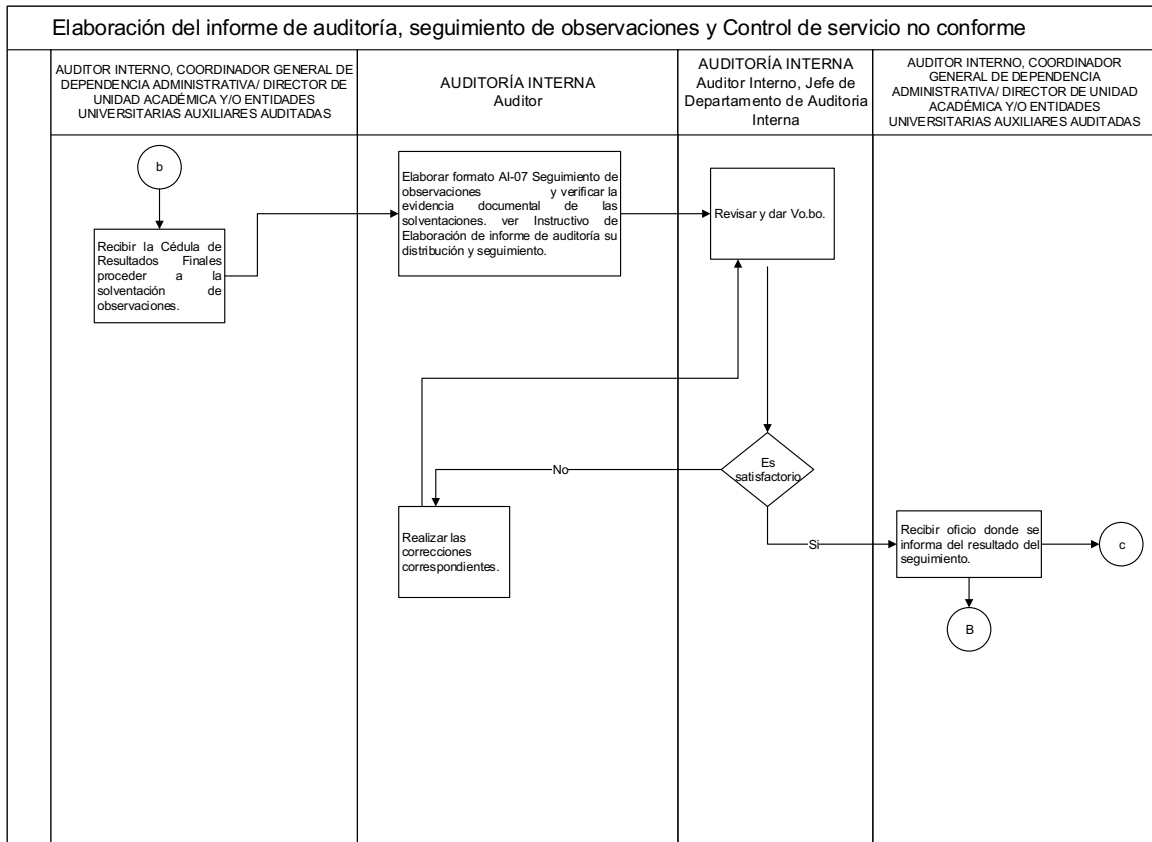 Elaboración del informe de auditoría, seguimiento de observaciones y Control de servicio no conforme
AUDITOR INTERNO, COORDINADOR GENERAL DE
DEPENDENCIA ADMINISTRATIVA/ DIRECTOR DE
UNIDAD ACADÉMICA Y/O ENTIDADES
UNIVERSITARIAS AUXILIARES AUDITADAS
AUDITORÍA INTERNA
Auditor
AUDITORÍA INTERNA
Auditor Interno, Jefe de
Departamento de Auditoria
Interna
AUDITOR INTERNO, COORDINADOR
GENERAL DE DEPENDENCIA
ADMINISTRATIVA/ DIRECTOR DE UNIDAD
ACADÉMICA Y/O ENTIDADES
UNIVERSITARIAS AUXILIARES AUDITADAS
b
Recibir la Cédula de
Resultados Finales
proceder a la
solventación de
observaciones.
Elaborar formato AI-07 Seguimiento de
observaciones y verificar la
evidencia documental de las
solventaciones. ver Instructivo de
Elaboración de informe de auditoría su
distribución y seguimiento.
Revisar y dar Vo.bo.
Es
satisfactorio
No
Realizar las
correcciones
correspondientes.
Si
Recibir oficio donde se
informa del resultado del
seguimiento.
c
B